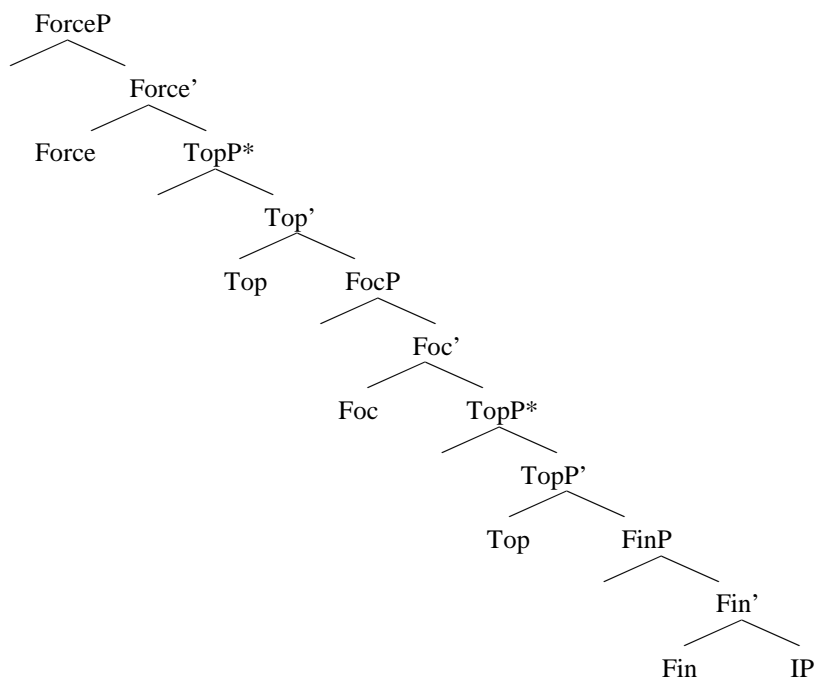 ForceP
Force’
Force TopP*
Top’
Top FocP
Foc’
Foc TopP*
TopP’
Top FinP
Fin’
Fin IP